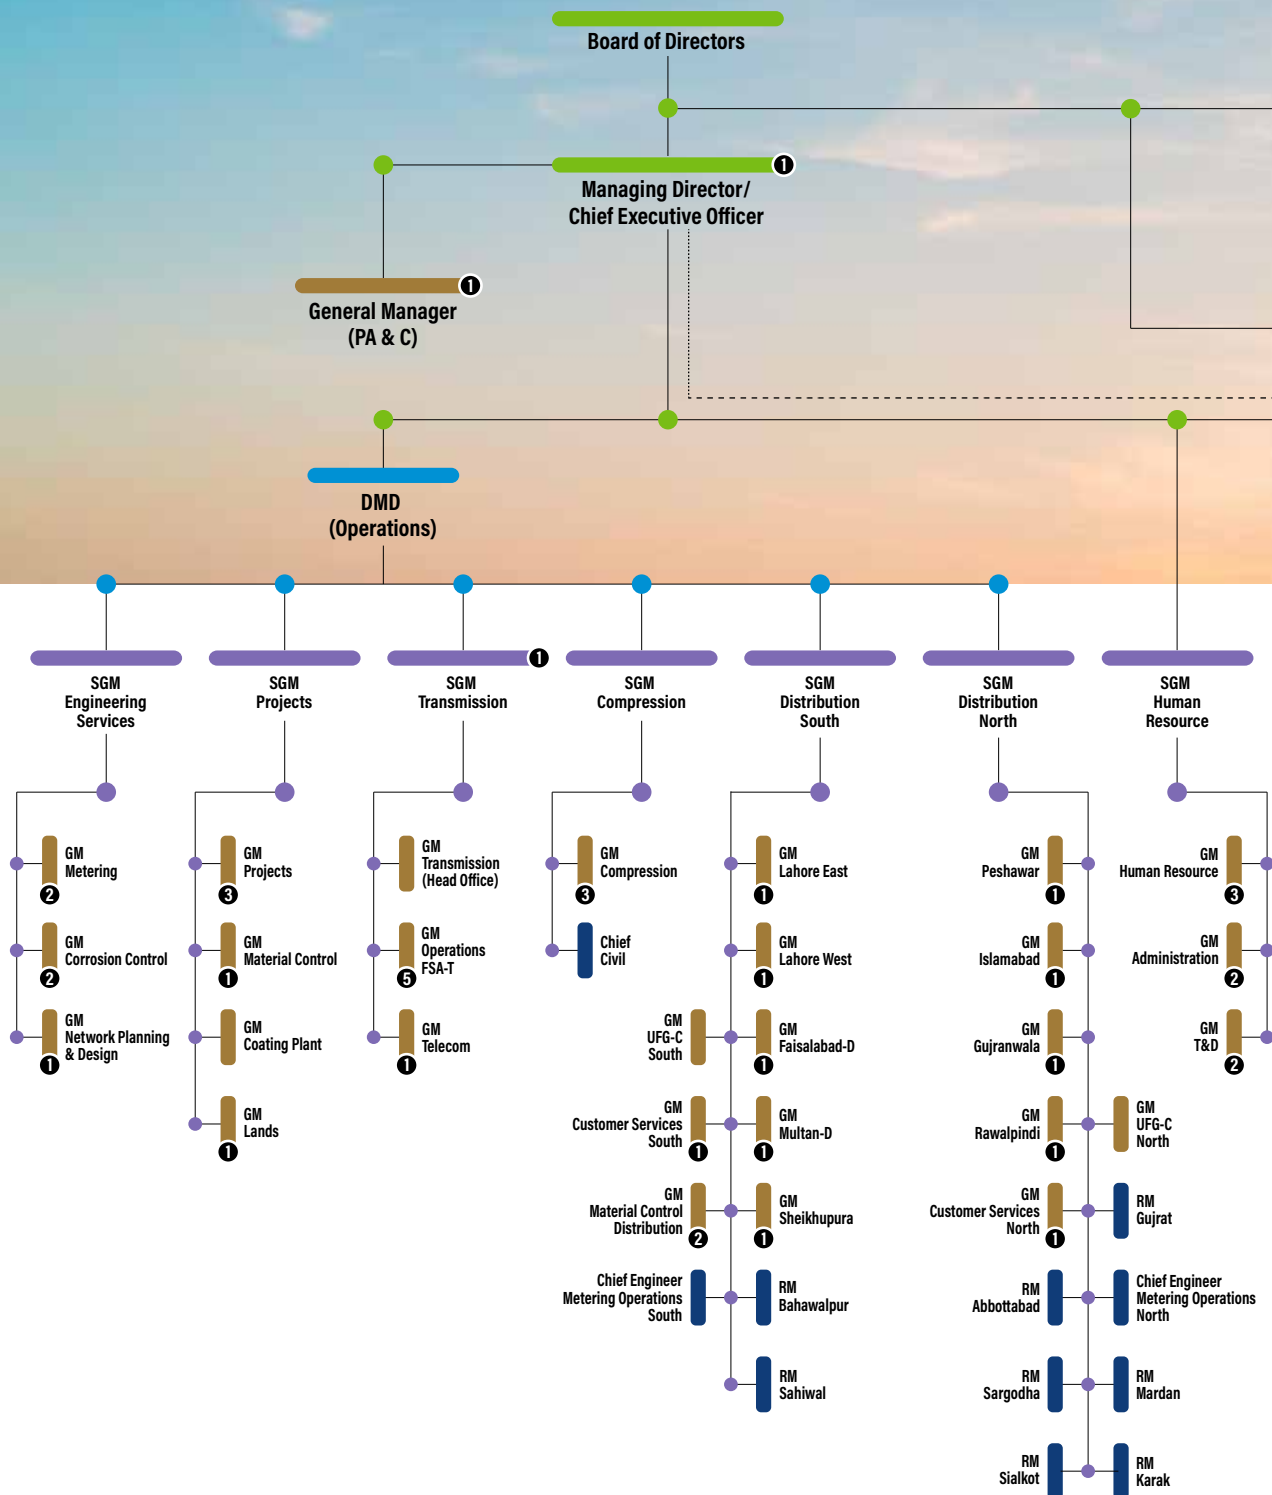 Board of Directors
1
Managing Director/
Chief Executive Officer
1
General Manager
(PA & C)
DMD
(Operations)
1
SGM
Engineering
Services
SGM
Projects
SGM
Transmission
SGM
Compression
SGM
Distribution
South
SGM
Distribution
North
SGM
Human
Resource
GM
Metering
2
GM
Corrosion Control
2
GM
Network Planning
& Design
1
GM
Projects
3
GM
Material Control
1
GM
Coating Plant
GM
Lands
1
GM
Transmission
(Head Office)
GM
Operations
FSA-T
5
GM
Telecom
1
GM
Compression
3
Chief
Civil
GM
Lahore East
1
GM
Lahore West
1
GM
UFG-C
South
GM
Faisalabad-D
1
GM
Customer Services
South
1
GM
Multan-D
1
GM
Material Control
Distribution
2
GM
Sheikhupura
1
Chief Engineer
Metering Operations
South
RM
Bahawalpur
RM
Sahiwal
GM
Peshawar
1
GM
Islamabad
1
GM
Gujranwala
1
GM
Rawalpindi
1
GM
UFG-C
North
GM
Customer Services
North
1
RM
Gujrat
RM
Abbottabad
Chief Engineer
Metering Operations
North
RM
Sargodha
RM
Mardan
RM
Sialkot
RM
Karak
GM
Human Resource
3
GM
Administration
2
GM
T&D
2